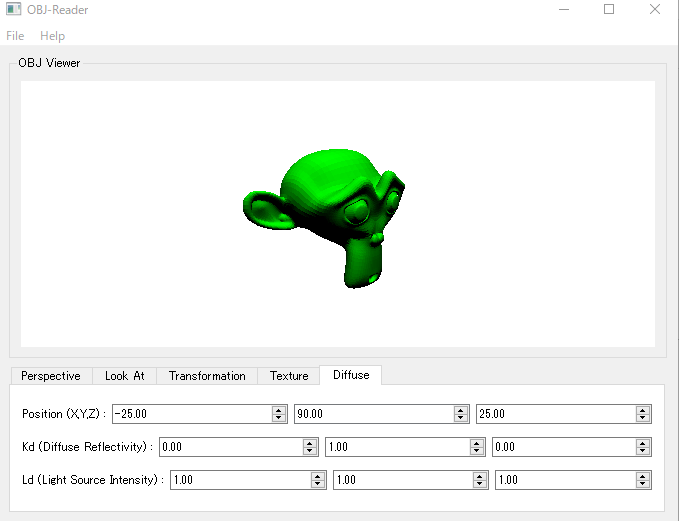 OBJ-Reader
File Help
OBJ Viewer
Perspective Look At Transformation Texture Diffuse
Position (X,Y,Z) : -25.00 90.00 25.00
Kd (Diffuse Reflectivity) : 0.00 1.00 0.00
Ld (Light Source Intensity) : 1.00 1.00 1.00